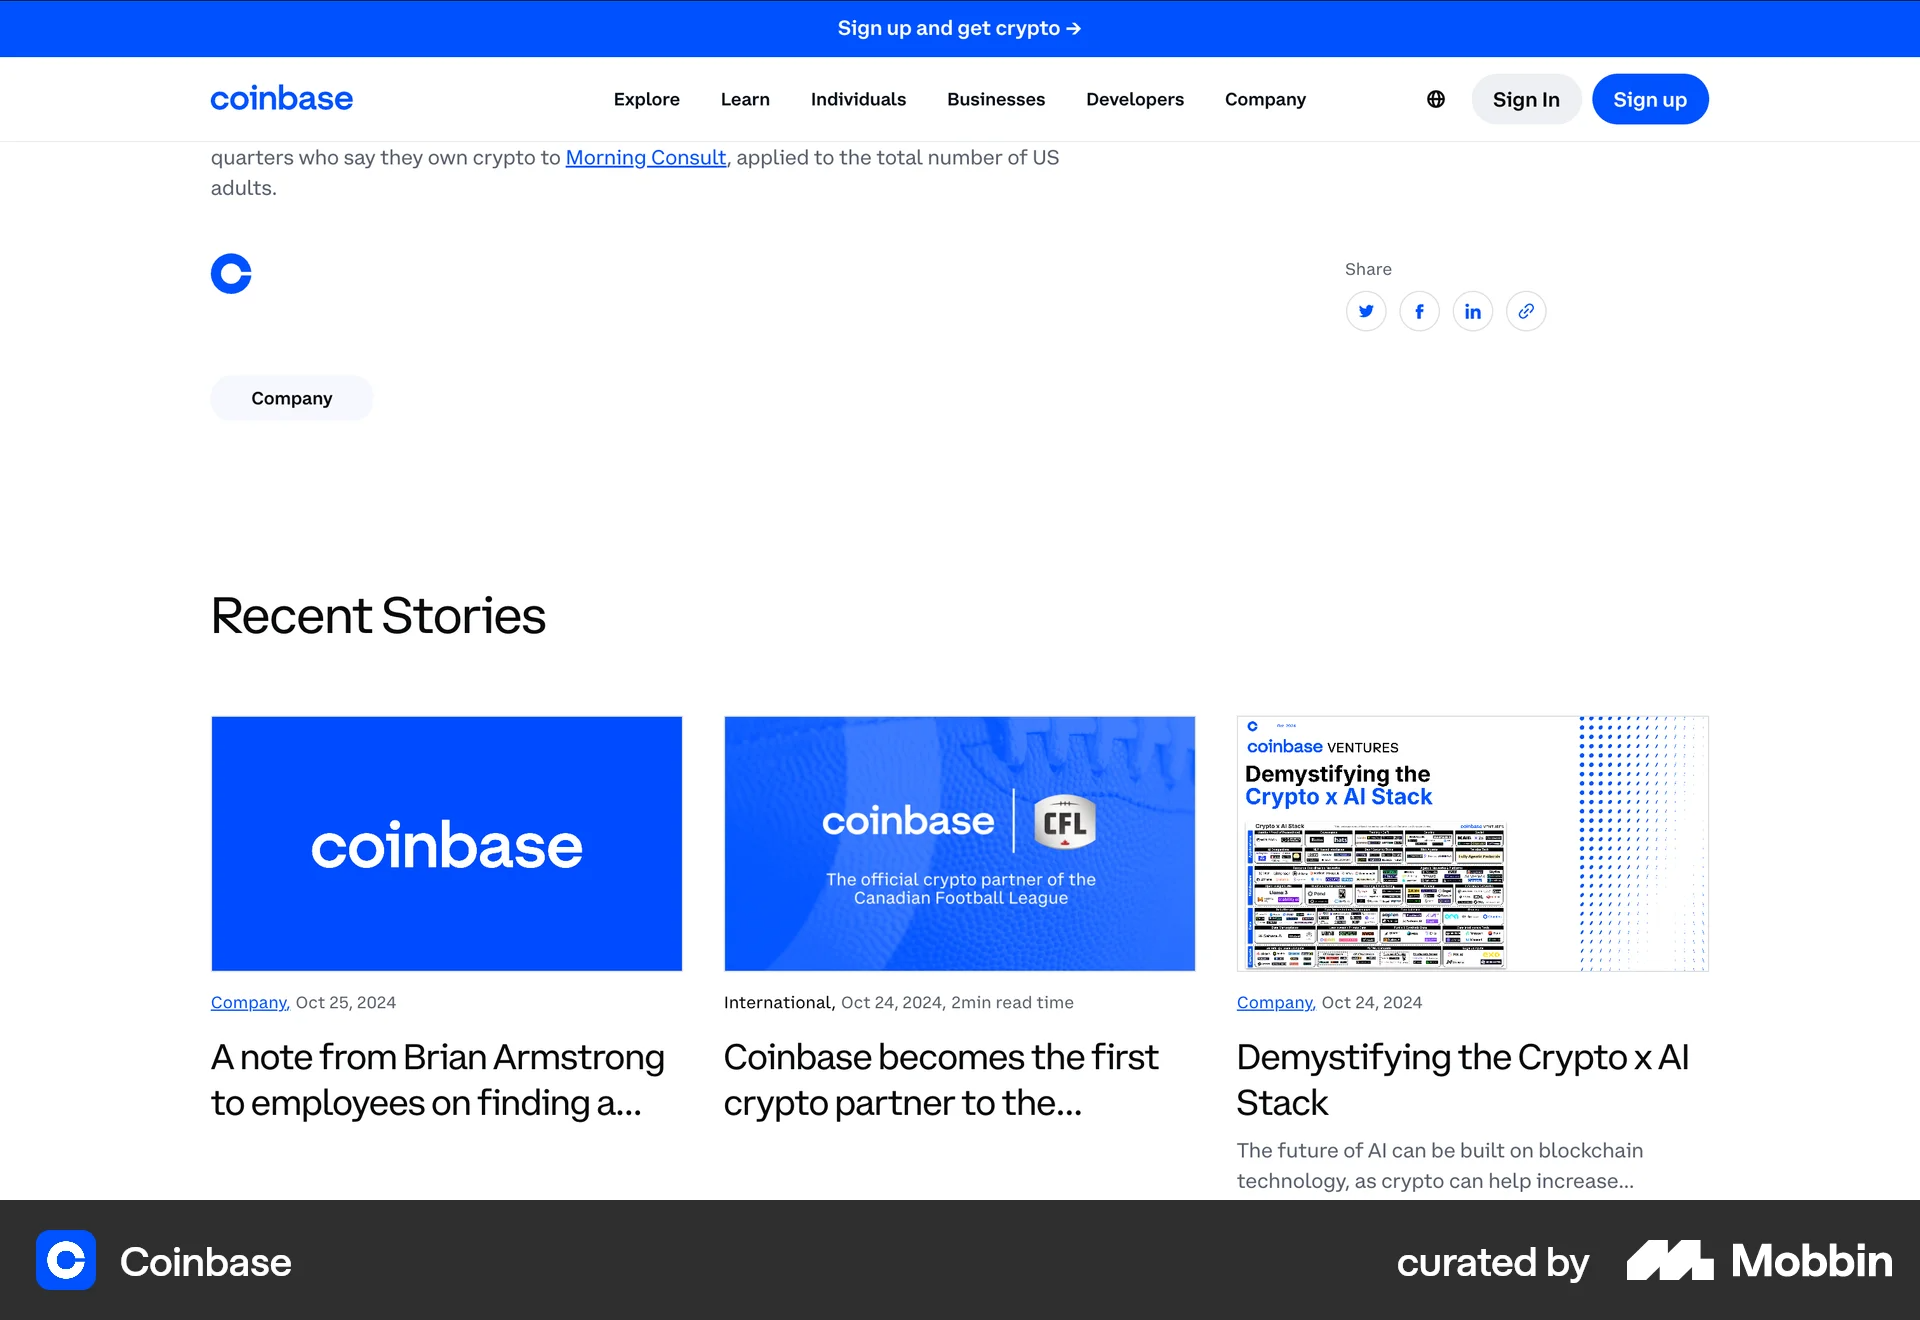 Sign up and get crypto →
coinbase
Explore
Learn
Individuals
Businesses
Developers
Company
Sign In
Sign up
quarters who say they own crypto to Morning Consult, applied to the total number of US
adults.
Share
Company
Recent Stories
coinbase
Company, Oct 25, 2024
A note from Brian Armstrong
to employees on finding a...
coinbase
CFL
The official crypto partner of the
Canadian Football League
International, Oct 24, 2024, 2min read time
Coinbase becomes the first
crypto partner to the...
coinbase VENTURES
Demystifying the
Crypto x AI Stack
Crypto x AI Stack
coinbase VENTURES
Company, Oct 24, 2024
Demystifying the Crypto x AI
Stack
The future of AI can be built on blockchain
technology, as crypto can help increase...
Coinbase
curated by
Mobbin